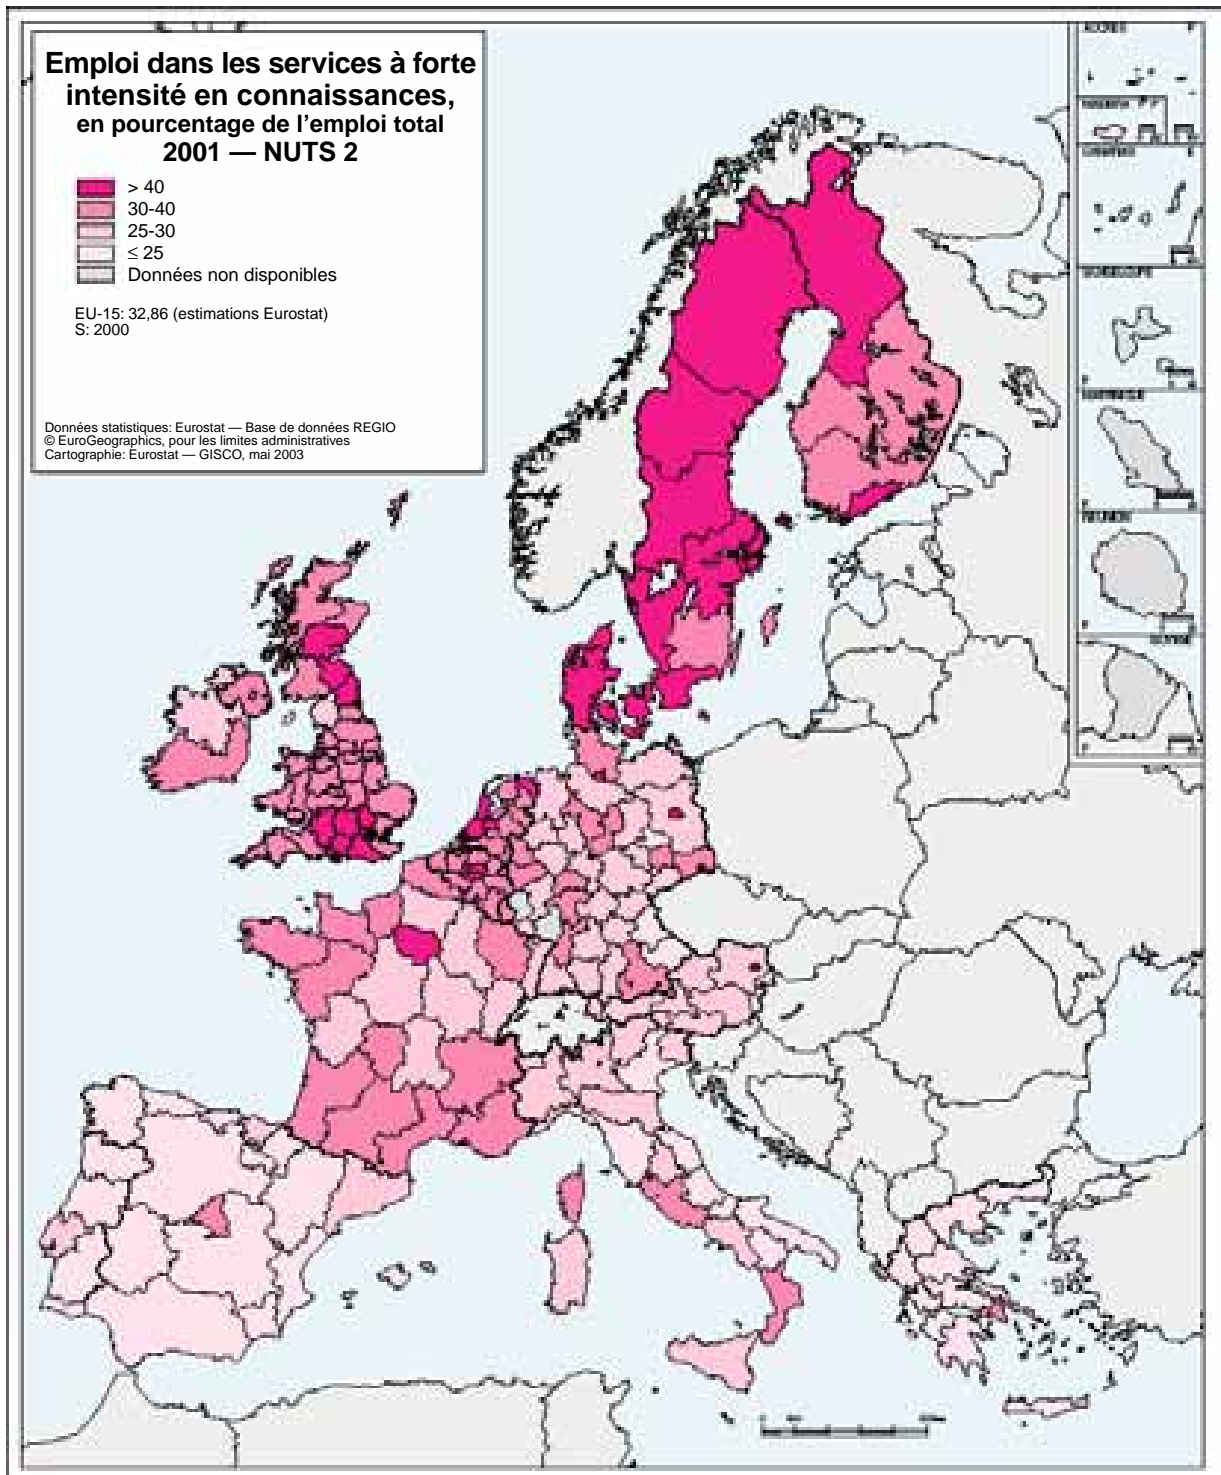 Emploi dans les services à forte
intensité en connaissances,
en pourcentage de l'emploi total
2001 — NUTS 2
> 40
30-40
25-30
≤ 25
Données non disponibles
EU-15: 32,86 (estimations Eurostat)
S: 2000
Données statistiques: Eurostat — Base de données REGIO
© EuroGeographics, pour les limites administratives
Cartographie: Eurostat — GISCO, mai 2003